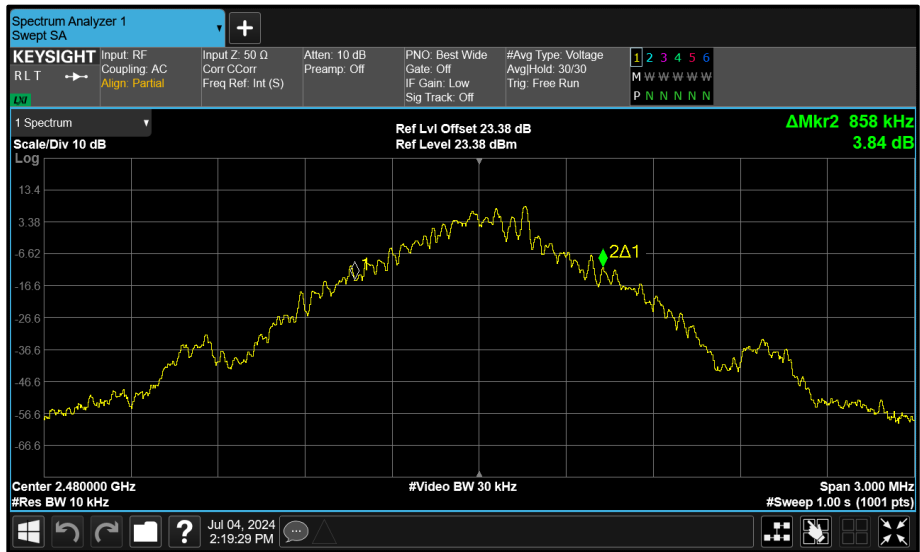 Spectrum Analyzer 1
Swept SA
+
KEYSIGHT
R L T
LXI
Input: RF
Coupling: AC
Align: Partial
Input Z: 50 Ω
Corr CCorr
Freq Ref: Int (S)
Atten: 10 dB
Preamp: Off
PNO: Best Wide
Gate: Off
IF Gain: Low
Sig Track: Off
#Avg Type: Voltage
Avg|Hold: 30/30
Trig: Free Run
1 2 3 4 5 6
M W W W W W
P N N N N N
1 Spectrum
Scale/Div 10 dB
Ref Lvl Offset 23.38 dB
Ref Level 23.38 dBm
ΔMkr2 858 kHz
3.84 dB
Log
13.4
3.38
-6.62
-16.6
-26.6
-36.6
-46.6
-56.6
-66.6
1
2Δ1
Center 2.480000 GHz
#Video BW 30 kHz
Span 3.000 MHz
#Res BW 10 kHz
#Sweep 1.00 s (1001 pts)
?
Jul 04, 2024
2:19:29 PM